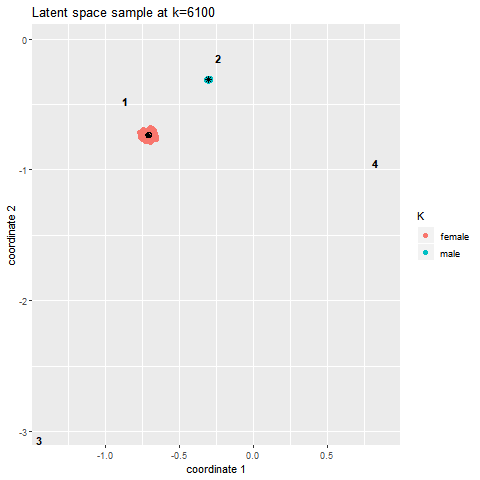 Latent space sample at k=6100
0
-1
-2
-3
coordinate 2
1
2
3
4
-1.0 -0.5 0.0 0.5
coordinate 1
K
female
male